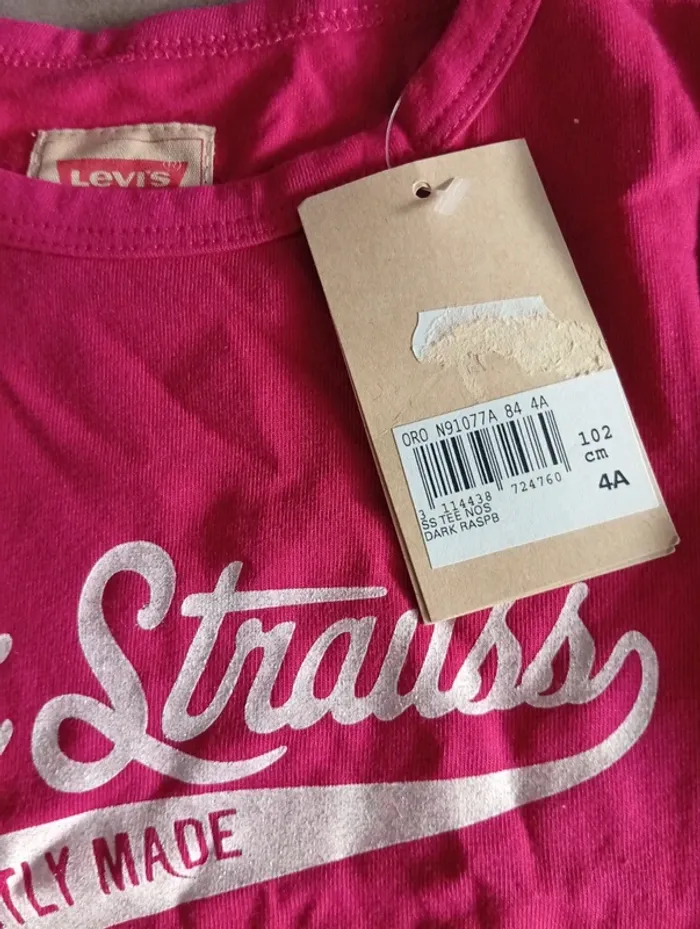 LEVI'S
ORO N91077A 84 4A
102
cm
4A
3 114438 724760
SS TEE NOS
DARK RASPB
Strauss
TLY MADE